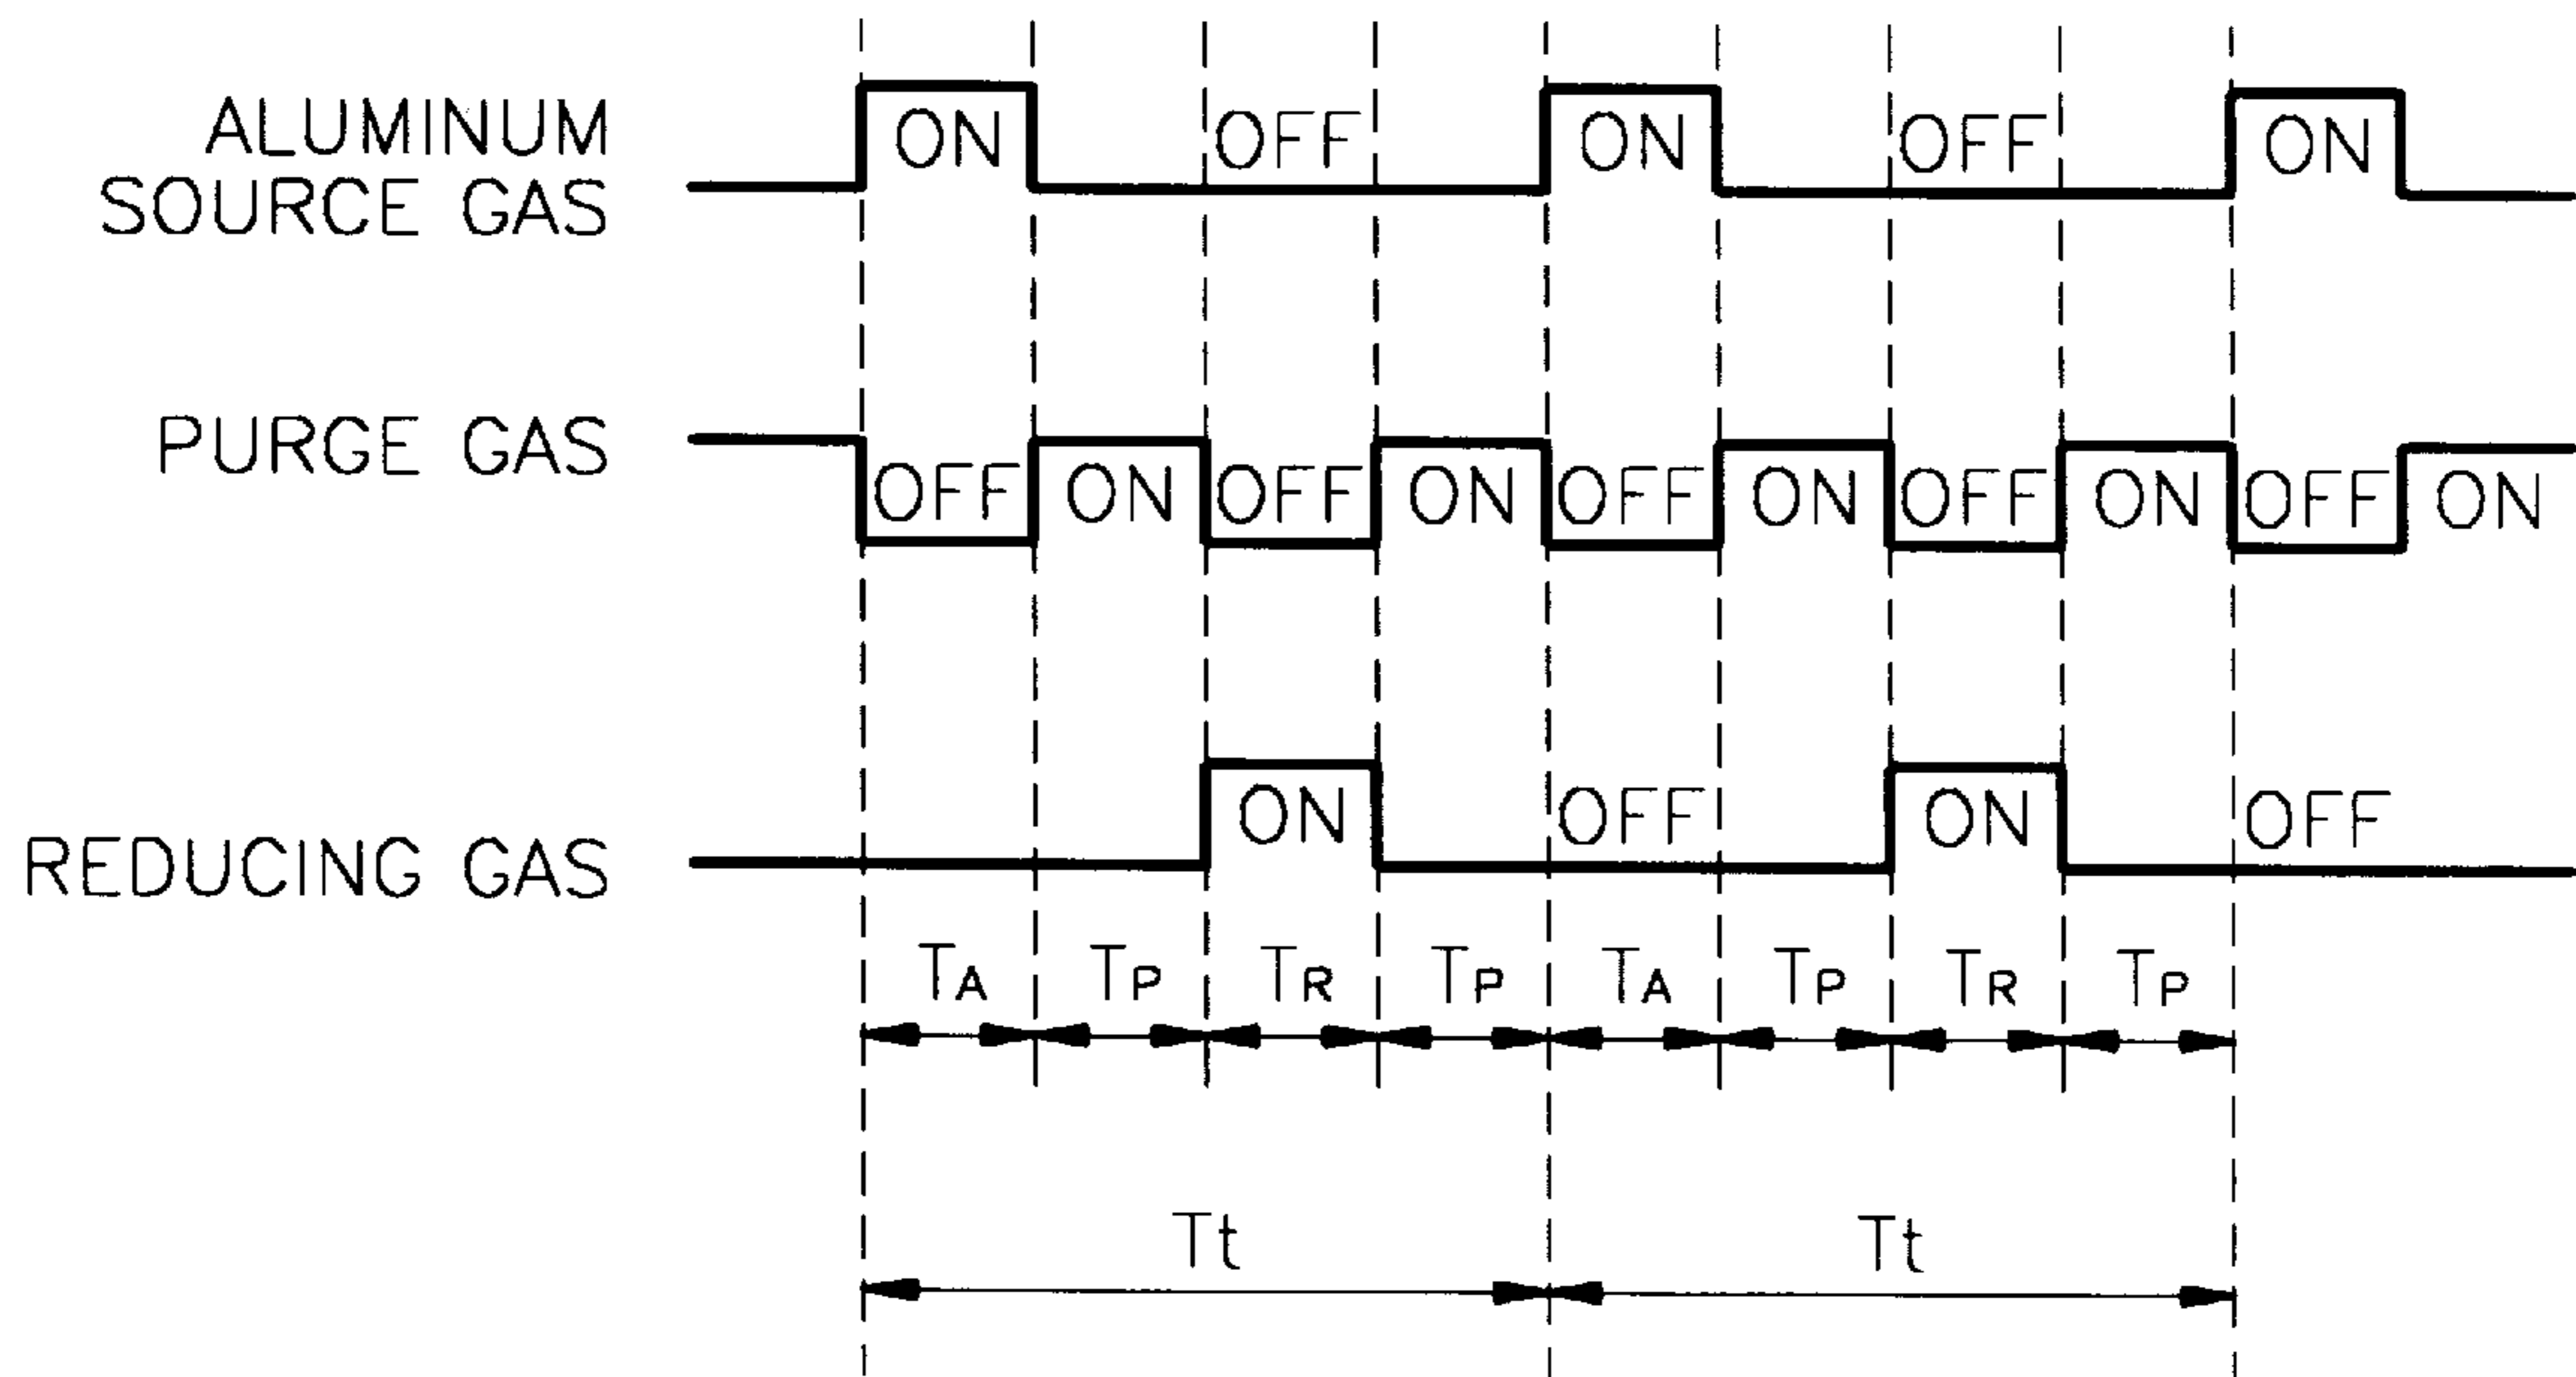 ALUMINUM
SOURCE GAS
ON OFF ON OFF ON
PURGE GAS
OFF ON OFF ON OFF ON OFF ON OFF ON
REDUCING GAS
ON OFF ON OFF
TA TP TR TP TA TP TR TP
Tt Tt